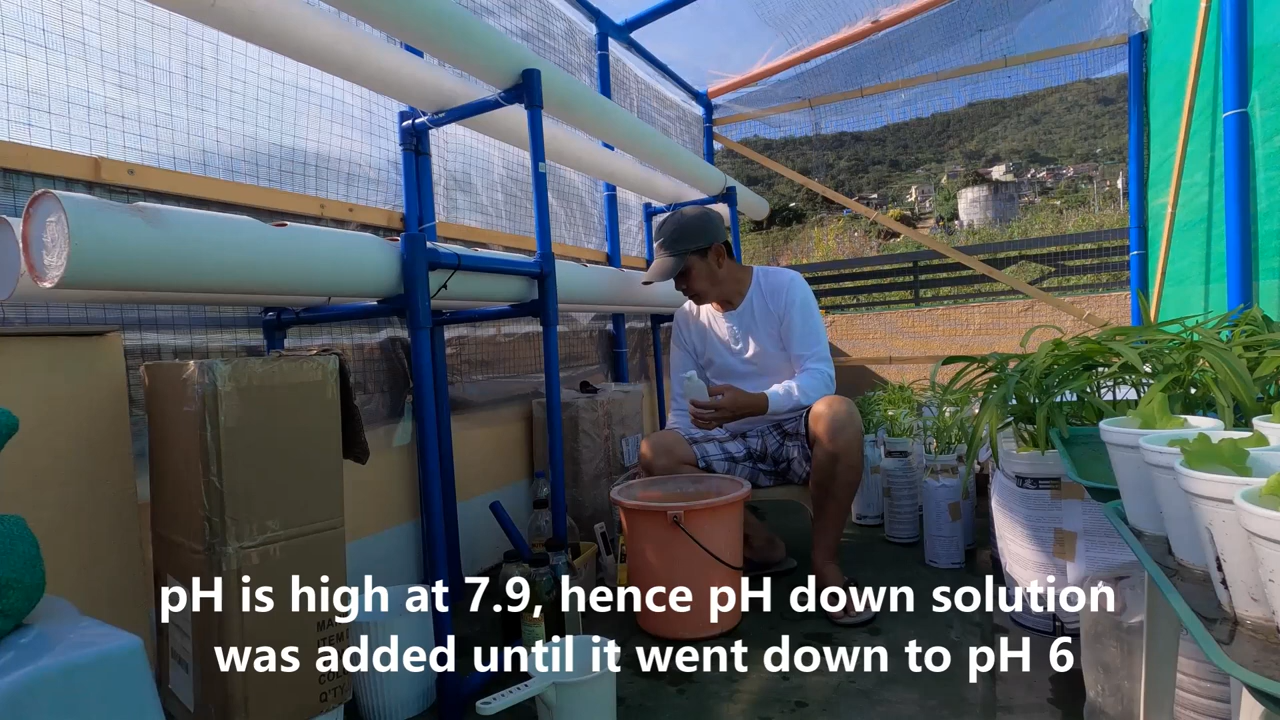 pH is high at 7.9, hence pH down solution
was added until it went down to pH 6